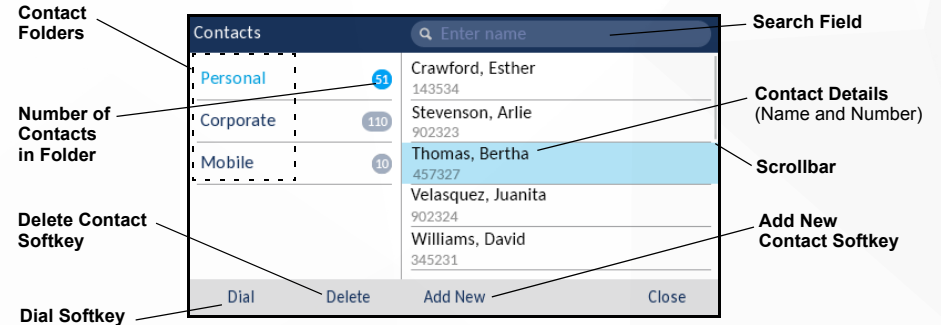 Contact
Folders
Number of
Contacts
in Folder
Delete Contact
Softkey
Dial Softkey
Contacts
Enter name
Personal 51
Corporate 110
Mobile 10
Crawford, Esther
143534
Stevenson, Arlie
902323
Thomas, Bertha
457327
Velasquez, Juanita
902324
Williams, David
345231
Dial Delete Add New Close
Search Field
Contact Details
(Name and Number)
Scrollbar
Add New
Contact Softkey